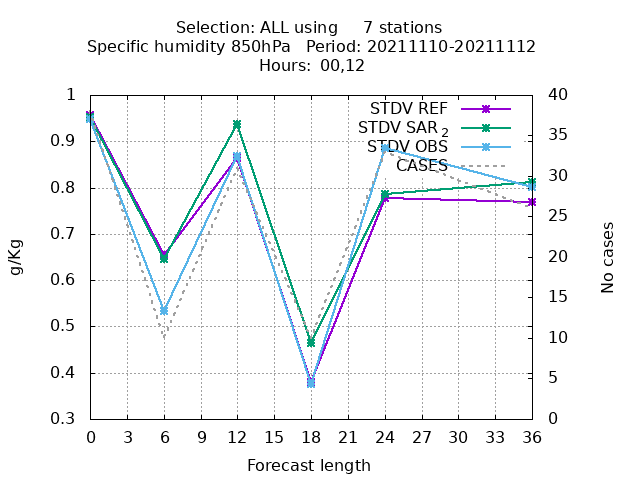 Selection: ALL using     7 stations
Specific humidity 850hPa   Period: 20211110-20211112
Hours: 00,12
STDV REF
STDV SAR 2
STDV OBS
CASES
1
0.9
0.8
0.7
0.6
0.5
0.4
0.3
g/Kg
40
35
30
25
20
15
10
5
0
No cases
0 3 6 9 12 15 18 21 24 27 30 33 36
Forecast length